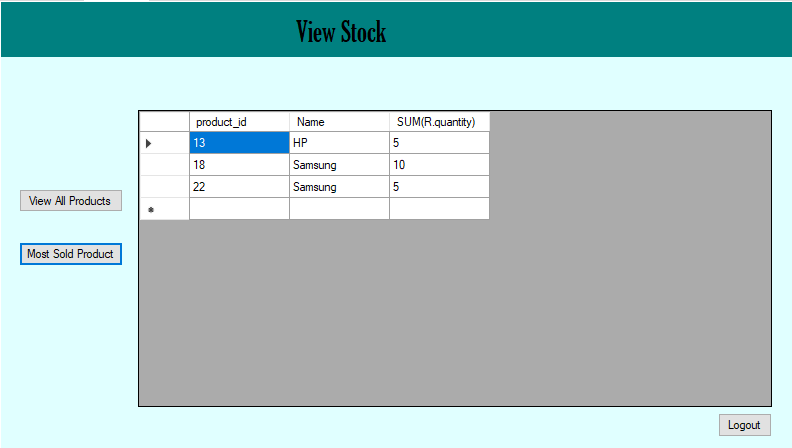 View Stock
product_id Name SUM(R.quantity)
13 HP 5
18 Samsung 10
22 Samsung 5
View All Products
Most Sold Product
Logout